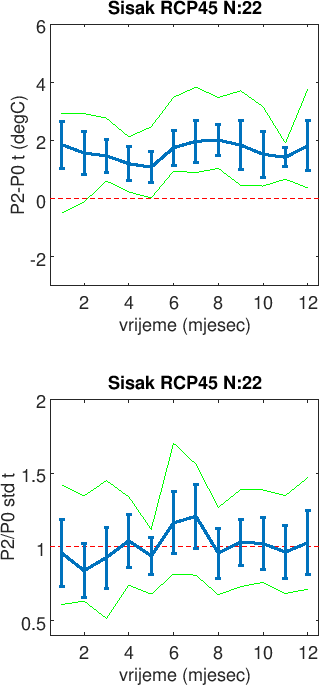 Sisak RCP45 N:22
6
4
2
0
-2
P2-P0 t (degC)
2 4 6 8 10 12
vrijeme (mjesec)
Sisak RCP45 N:22
2
1.5
1
0.5
P2/P0 std t
2 4 6 8 10 12
vrijeme (mjesec)